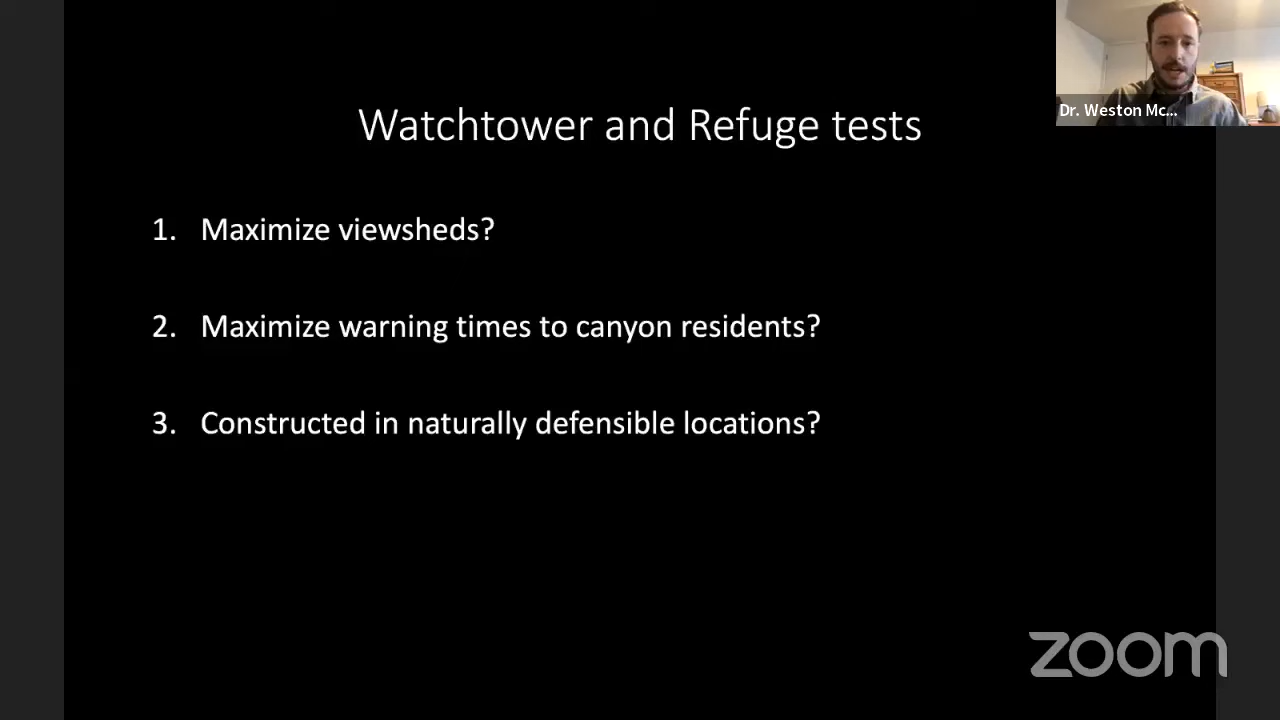 Dr. Weston Mc...
Watchtower and Refuge tests
1. Maximize viewsheds?
2. Maximize warning times to canyon residents?
3. Constructed in naturally defensible locations?
zoom